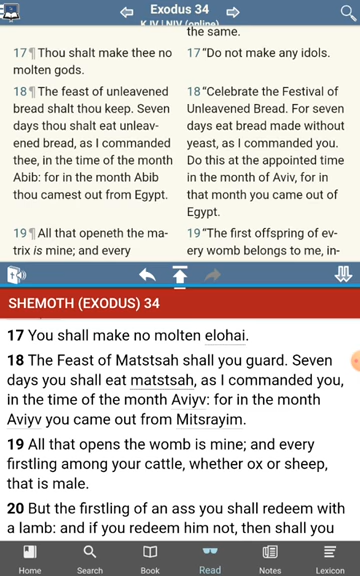 Exodus 34
KJV | NIV (online)
the same.
17 ¶ Thou shalt make thee no
molten gods.
18 ¶ The feast of unleavened
bread shalt thou keep. Seven
days thou shalt eat unleav-
ened bread, as I commanded
thee, in the time of the month
Abib: for in the month Abib
thou camest out from Egypt.
19 ¶ All that openeth the ma-
trix is mine; and every
17 “Do not make any idols.
18 “Celebrate the Festival of
Unleavened Bread. For seven
days eat bread made without
yeast, as I commanded you.
Do this at the appointed time
in the month of Aviv, for in
that month you came out of
Egypt.
19 “The first offspring of ev-
ery womb belongs to me, in-
SHEMOTH (EXODUS) 34
17 You shall make no molten elohai.
18 The Feast of Matstsah shall you guard. Seven
days you shall eat matstsah, as I commanded you,
in the time of the month Aviyv: for in the month
Aviyv you came out from Mitsrayim.
19 All that opens the womb is mine; and every
firstling among your cattle, whether ox or sheep,
that is male.
20 But the firstling of an ass you shall redeem with
a lamb: and if you redeem him not, then shall you
Home
Search
Book
Read
Notes
Lexicon